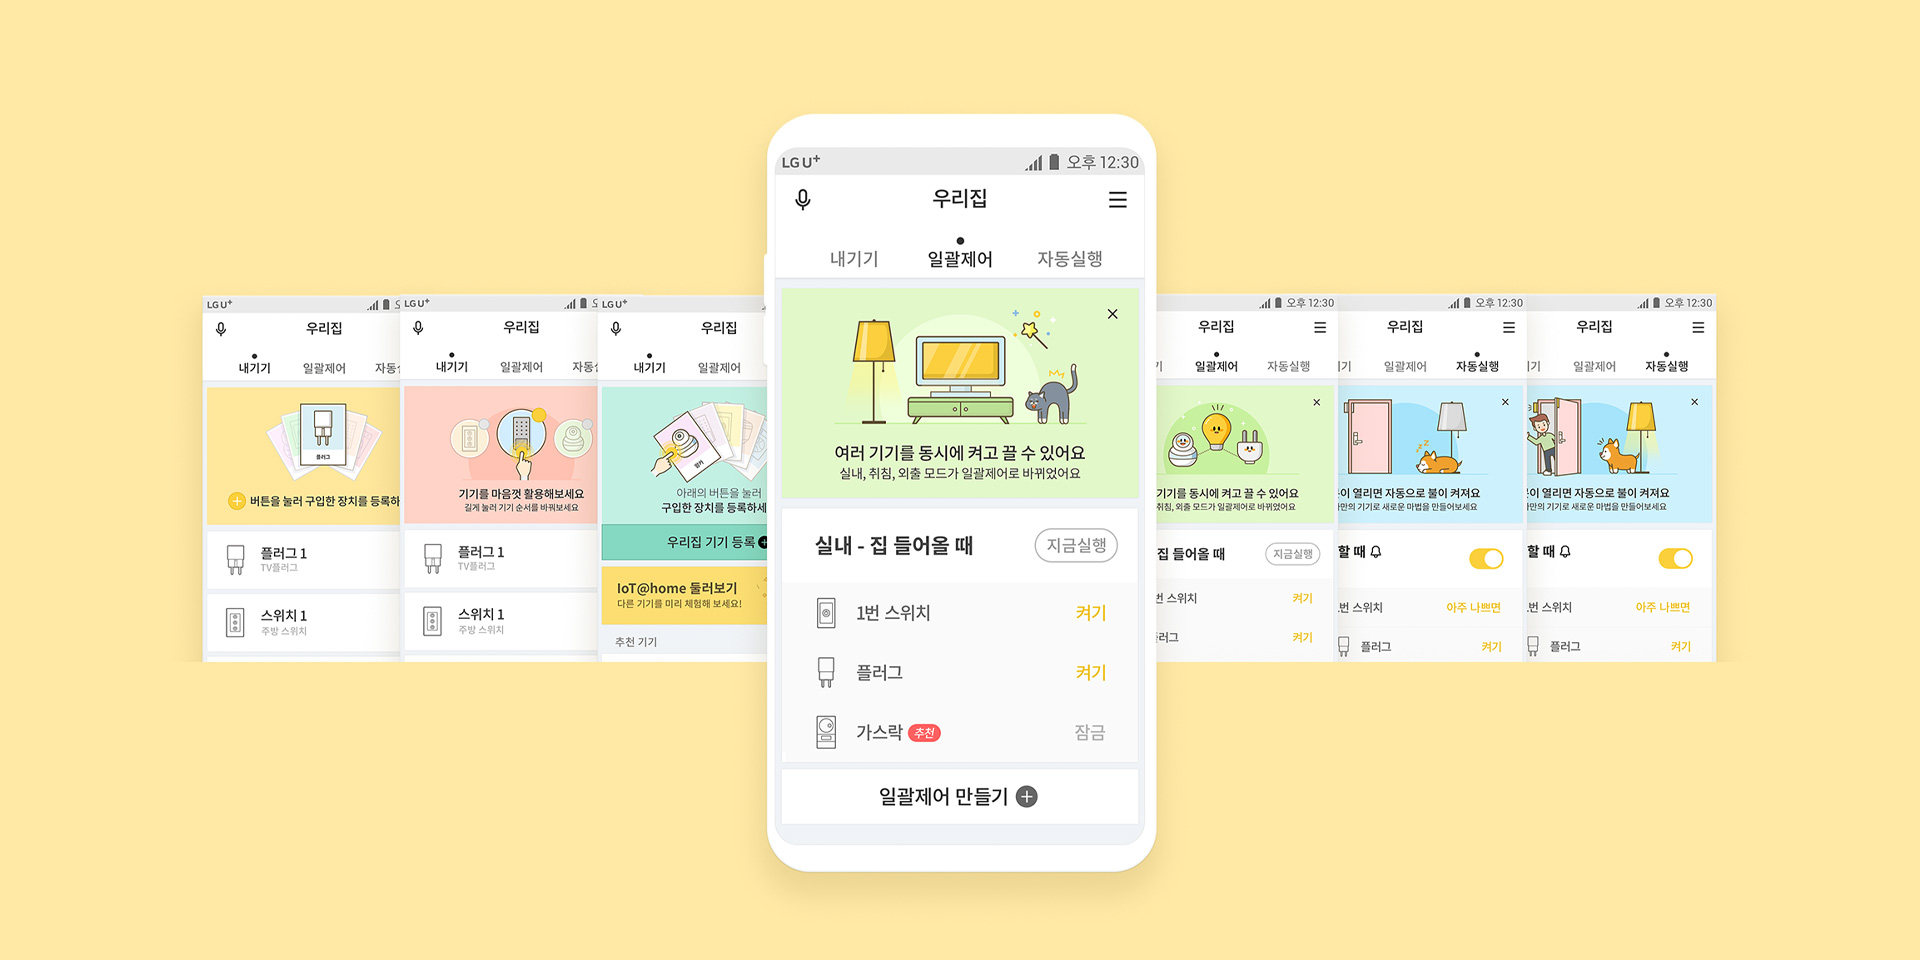 LG U+
오후 12:30
우리집
내기기 일괄제어 자동실행
여러 기기를 동시에 켜고 끌 수 있어요
실내, 취침, 외출 모드가 일괄제어로 바뀌었어요
실내 - 집 들어올 때
지금실행
1번 스위치 켜기
플러그 켜기
가스락 추천 잠금
일괄제어 만들기
LG U+
우리집
내기기 일괄제어
플러그
버튼을 눌러 구입한 장치를
플러그 1
TV플러그
스위치 1
주방 스위치
LG U+
우리집
내기기 일괄제어
기기를 마음껏 활용해보세요
길게 눌러 기기 순서를 바꿔보세요
플러그 1
TV플러그
스위치 1
주방 스위치
LG U+
우리집
내기기 일괄제어
아래의 버튼을 눌러
구입한 장치를
우리집 기기 등록
IoT@home 둘러보기
다른 기기를 미리 체험해 보세요!
추천 기기
오후 12:30
우리집
일괄제어 자동실행
기기를 동시에 켜고 끌 수 있어요
취침, 외출 모드가 일괄제어로 바뀌었어요
집 들어올 때
지금실행
스위치 켜기
켜기
오후 12:30
우리집
일괄제어 자동실행
열리면 자동으로 불이 켜져요
기기로 새로운 마법을 만들어보세요
할 때
스위치 아주 나쁘면
플러그 켜기
오후 12:30
우리집
일괄제어 자동실행
열리면 자동으로 불이 켜져요
기기로 새로운 마법을 만들어보세요
할 때
스위치 아주 나쁘면
플러그 켜기